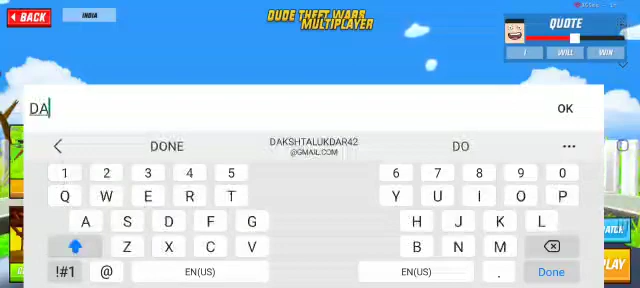 BACK
INDIA
DUDE THEFT WARS
MULTIPLAYER
QUOTE
I WILL WIN
DA
OK
DONE
DAKSHTALUKDAR42
@GMAIL.COM
DO
1 2 3 4 5 6 7 8 9 0
Q W E R T Y U I O P
A S D F G H J K L
Z X C V B N M
!#1 @ EN(US) EN(US) . Done